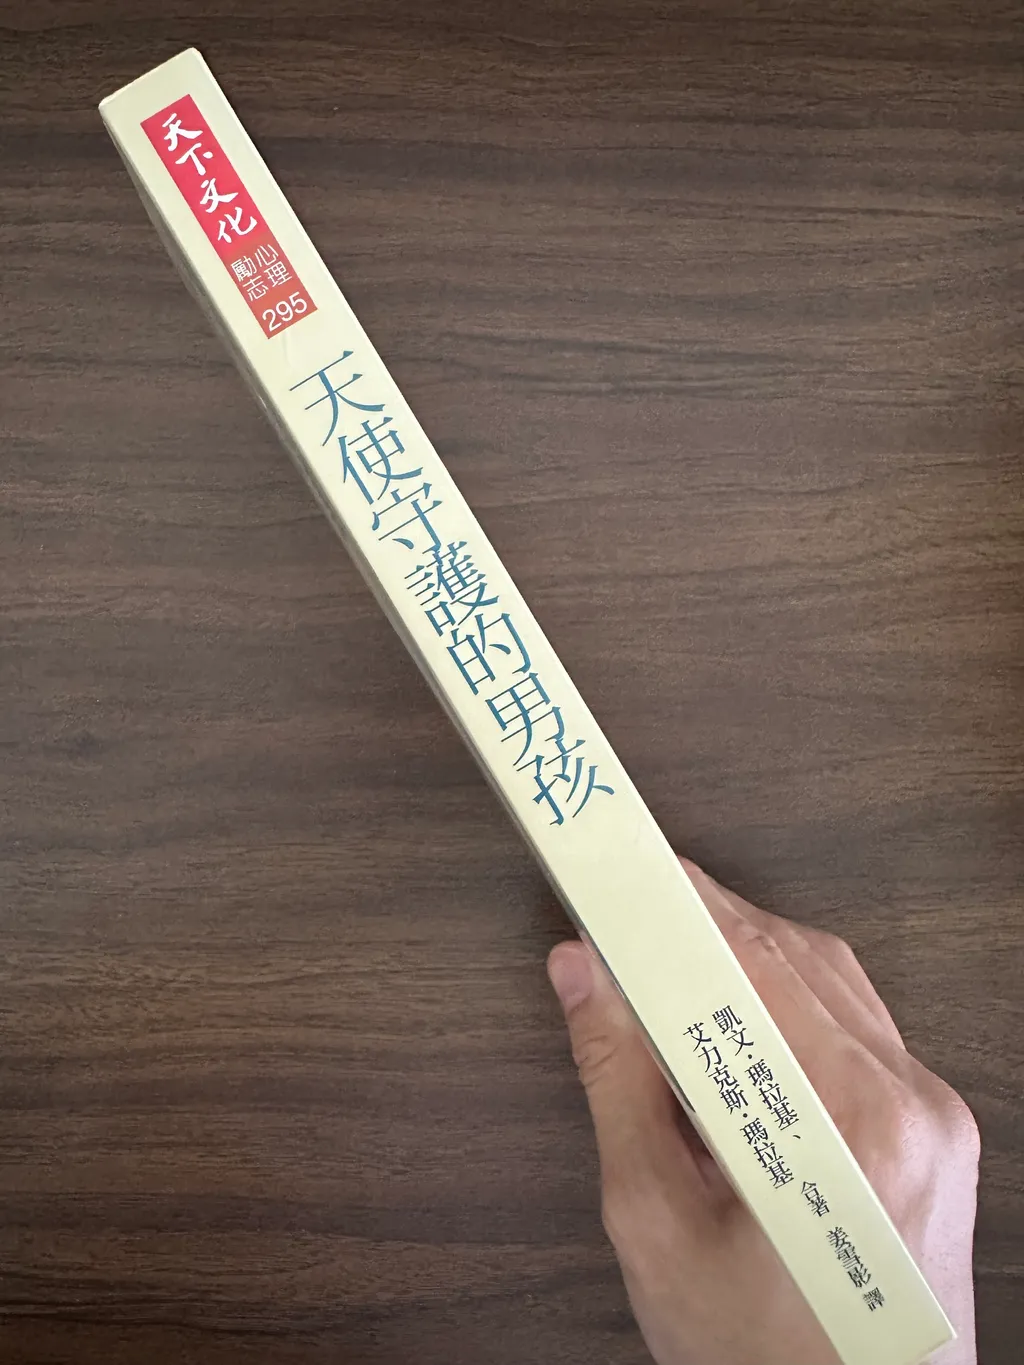 天下文化
心理
勵志
295
天使守護的男孩
凱文・瑪拉基、
艾力克斯・瑪拉基
合著
姜雪影 譯